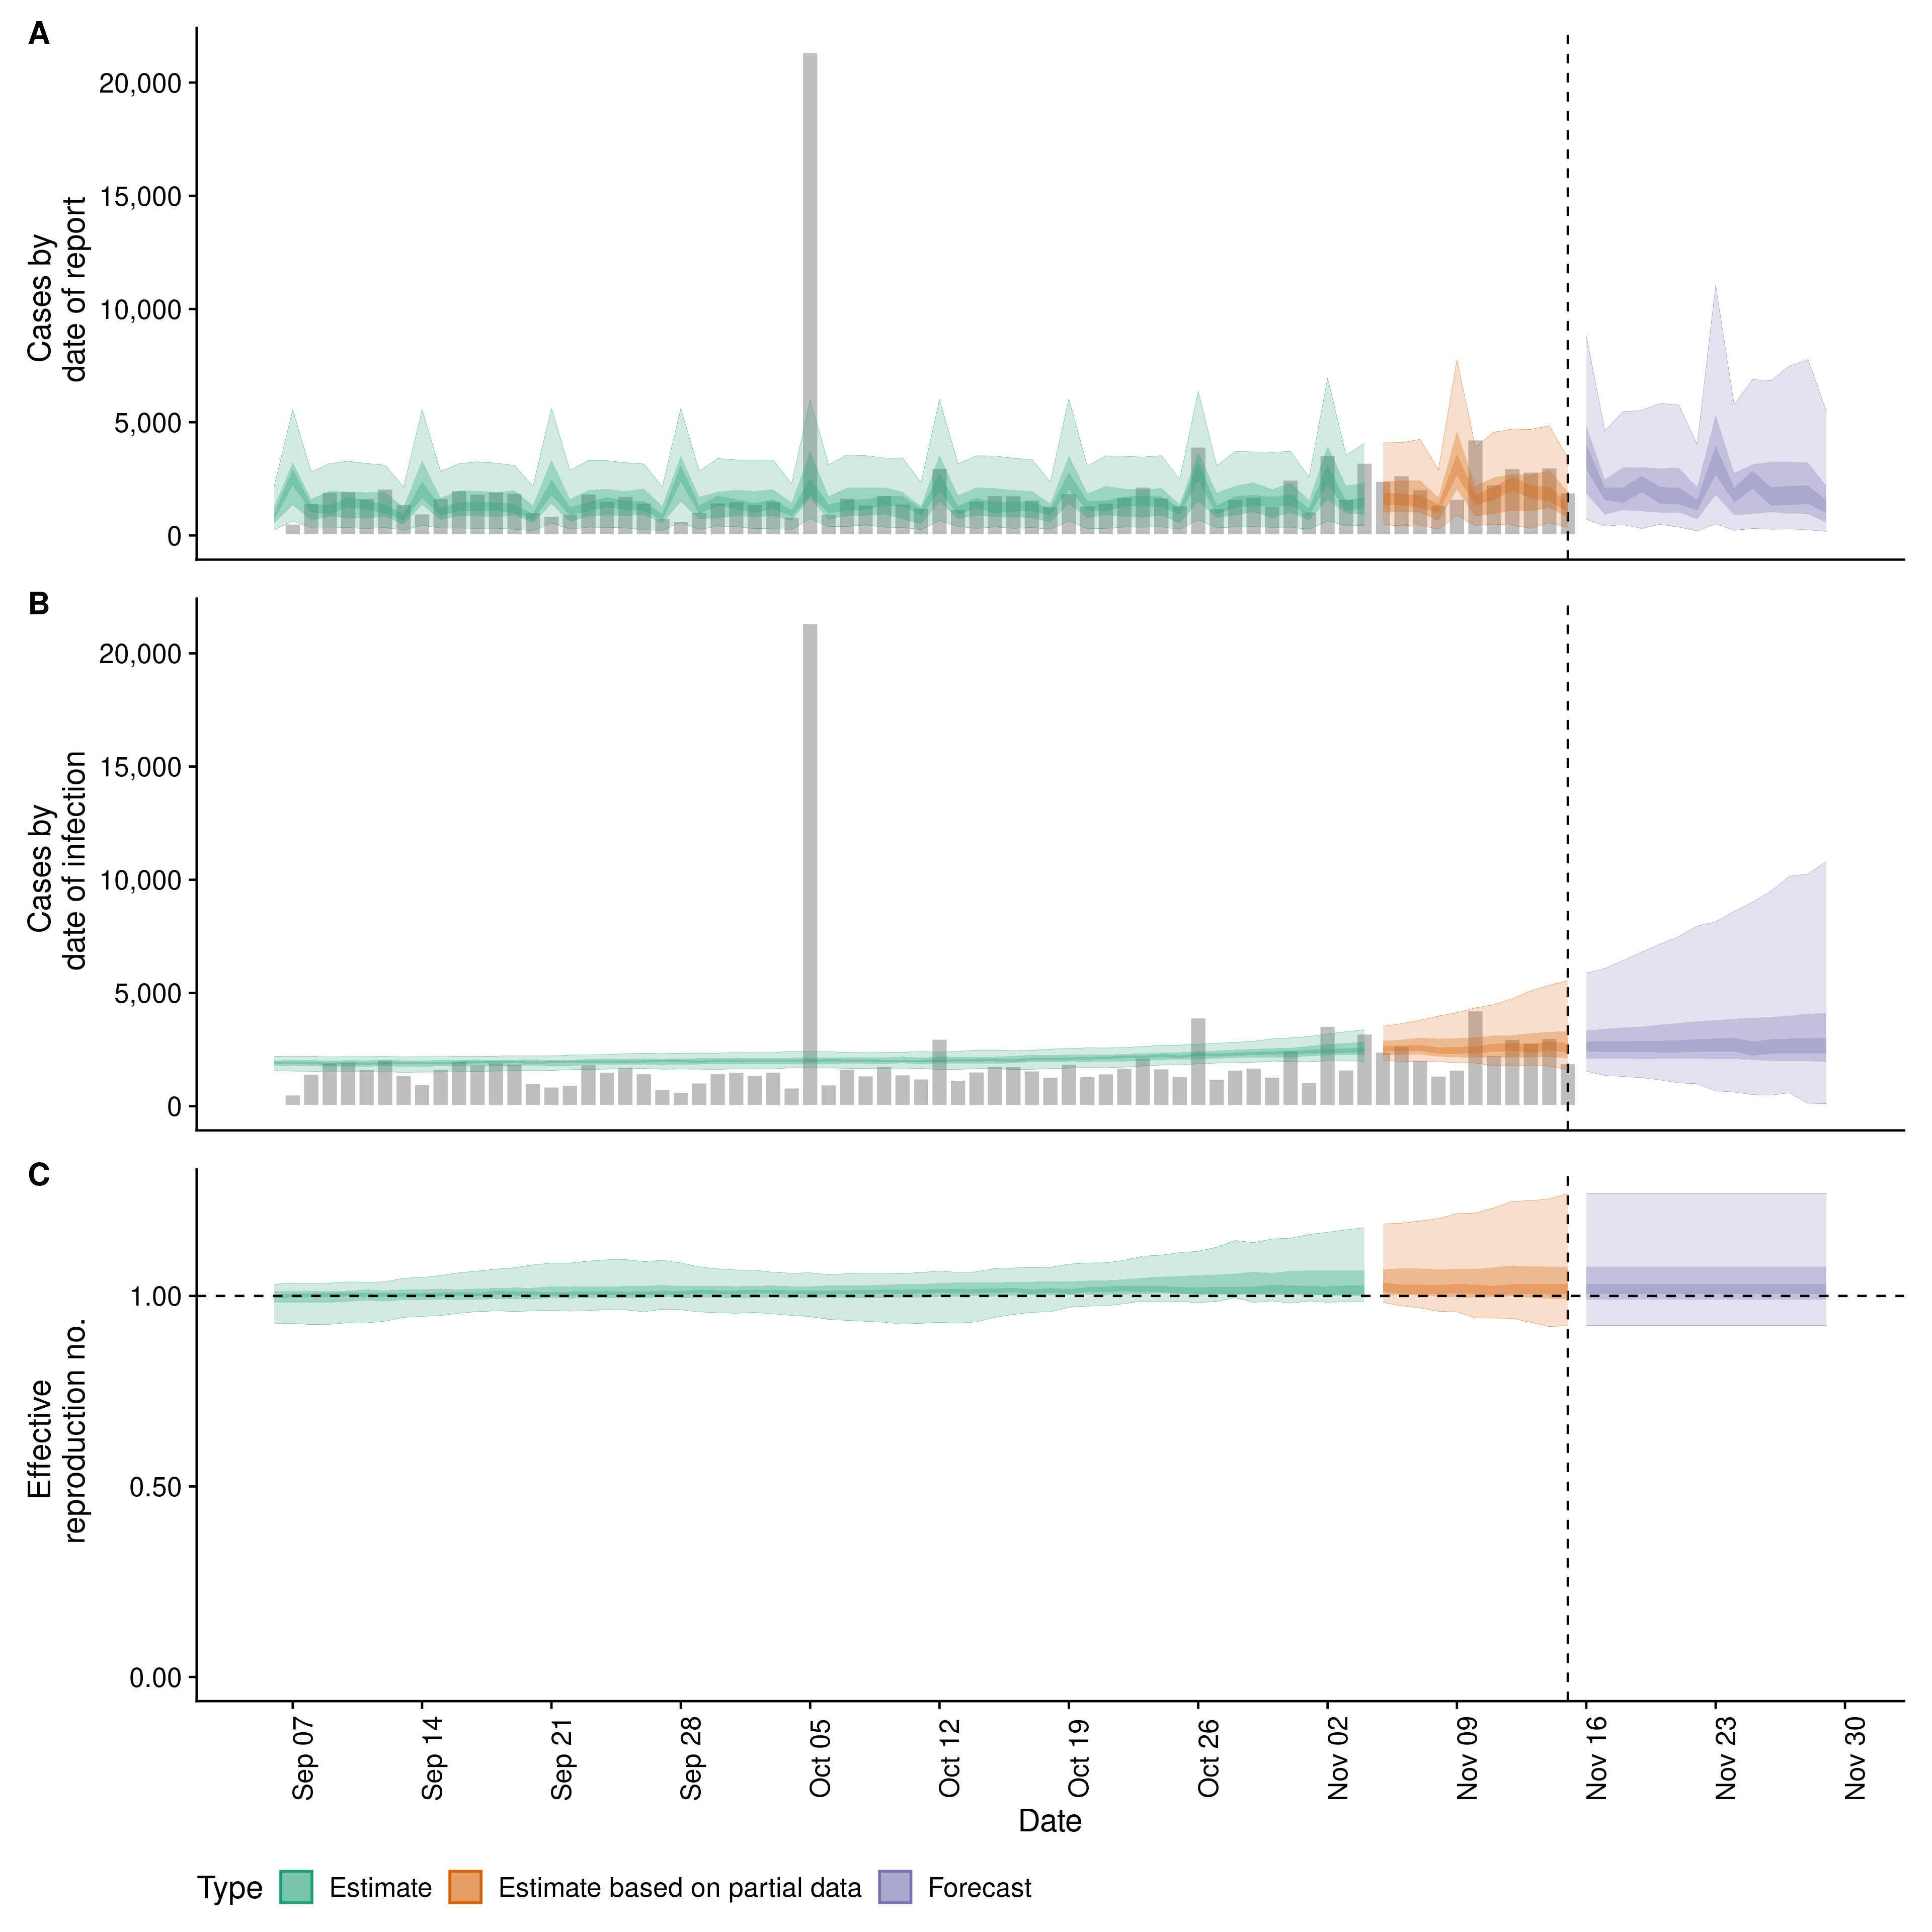 A
Cases by
date of report
20,000
15,000
10,000
5,000
0
B
Cases by
date of infection
20,000
15,000
10,000
5,000
0
C
Effective
reproduction no.
1.00
0.50
0.00
Sep 07
Sep 14
Sep 21
Sep 28
Oct 05
Oct 12
Oct 19
Oct 26
Nov 02
Nov 09
Nov 16
Nov 23
Nov 30
Date
Type Estimate Estimate based on partial data Forecast